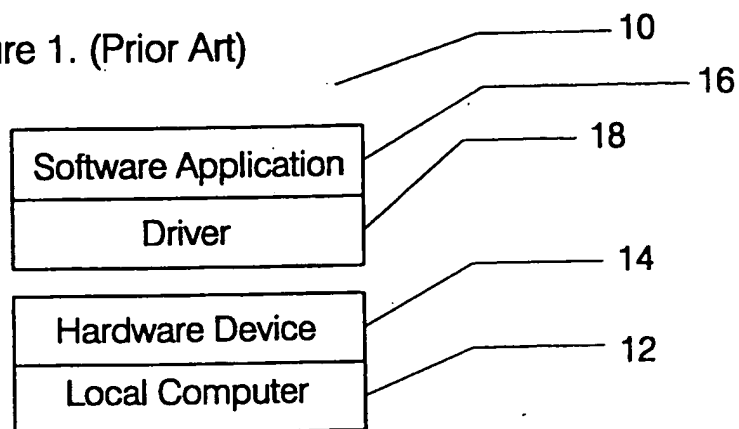 re 1. (Prior Art)
10
16
Software Application
18
Driver
14
Hardware Device
12
Local Computer